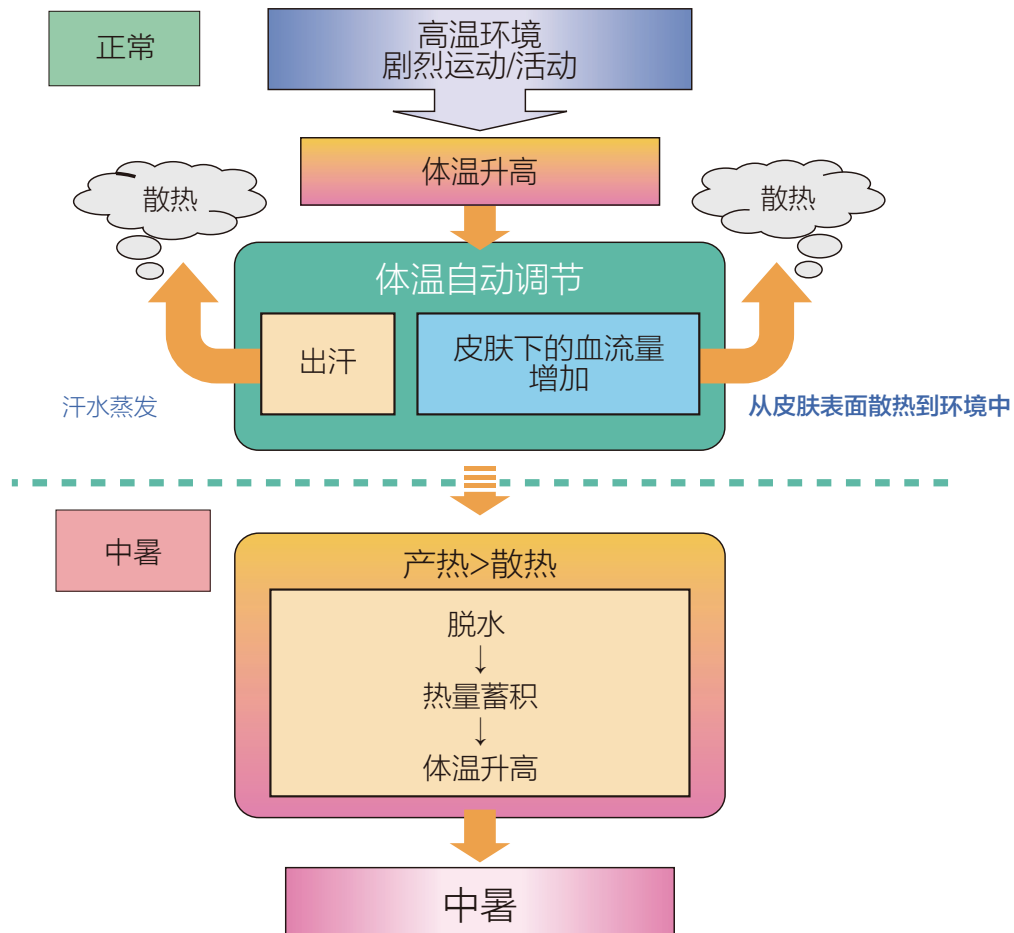 正常
高温环境
剧烈运动/活动
体温升高
散热
散热
体温自动调节
出汗
皮肤下的血流量
增加
汗水蒸发
从皮肤表面散热到环境中
中暑
产热>散热
脱水
↓
热量蓄积
↓
体温升高
中暑